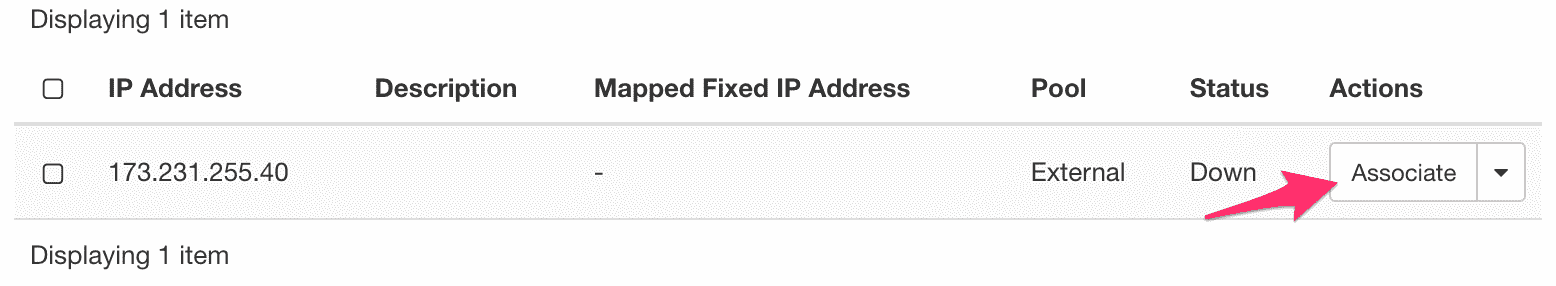 Displaying 1 item
IP Address Description Mapped Fixed IP Address Pool Status Actions
173.231.255.40 - External Down Associate
Displaying 1 item